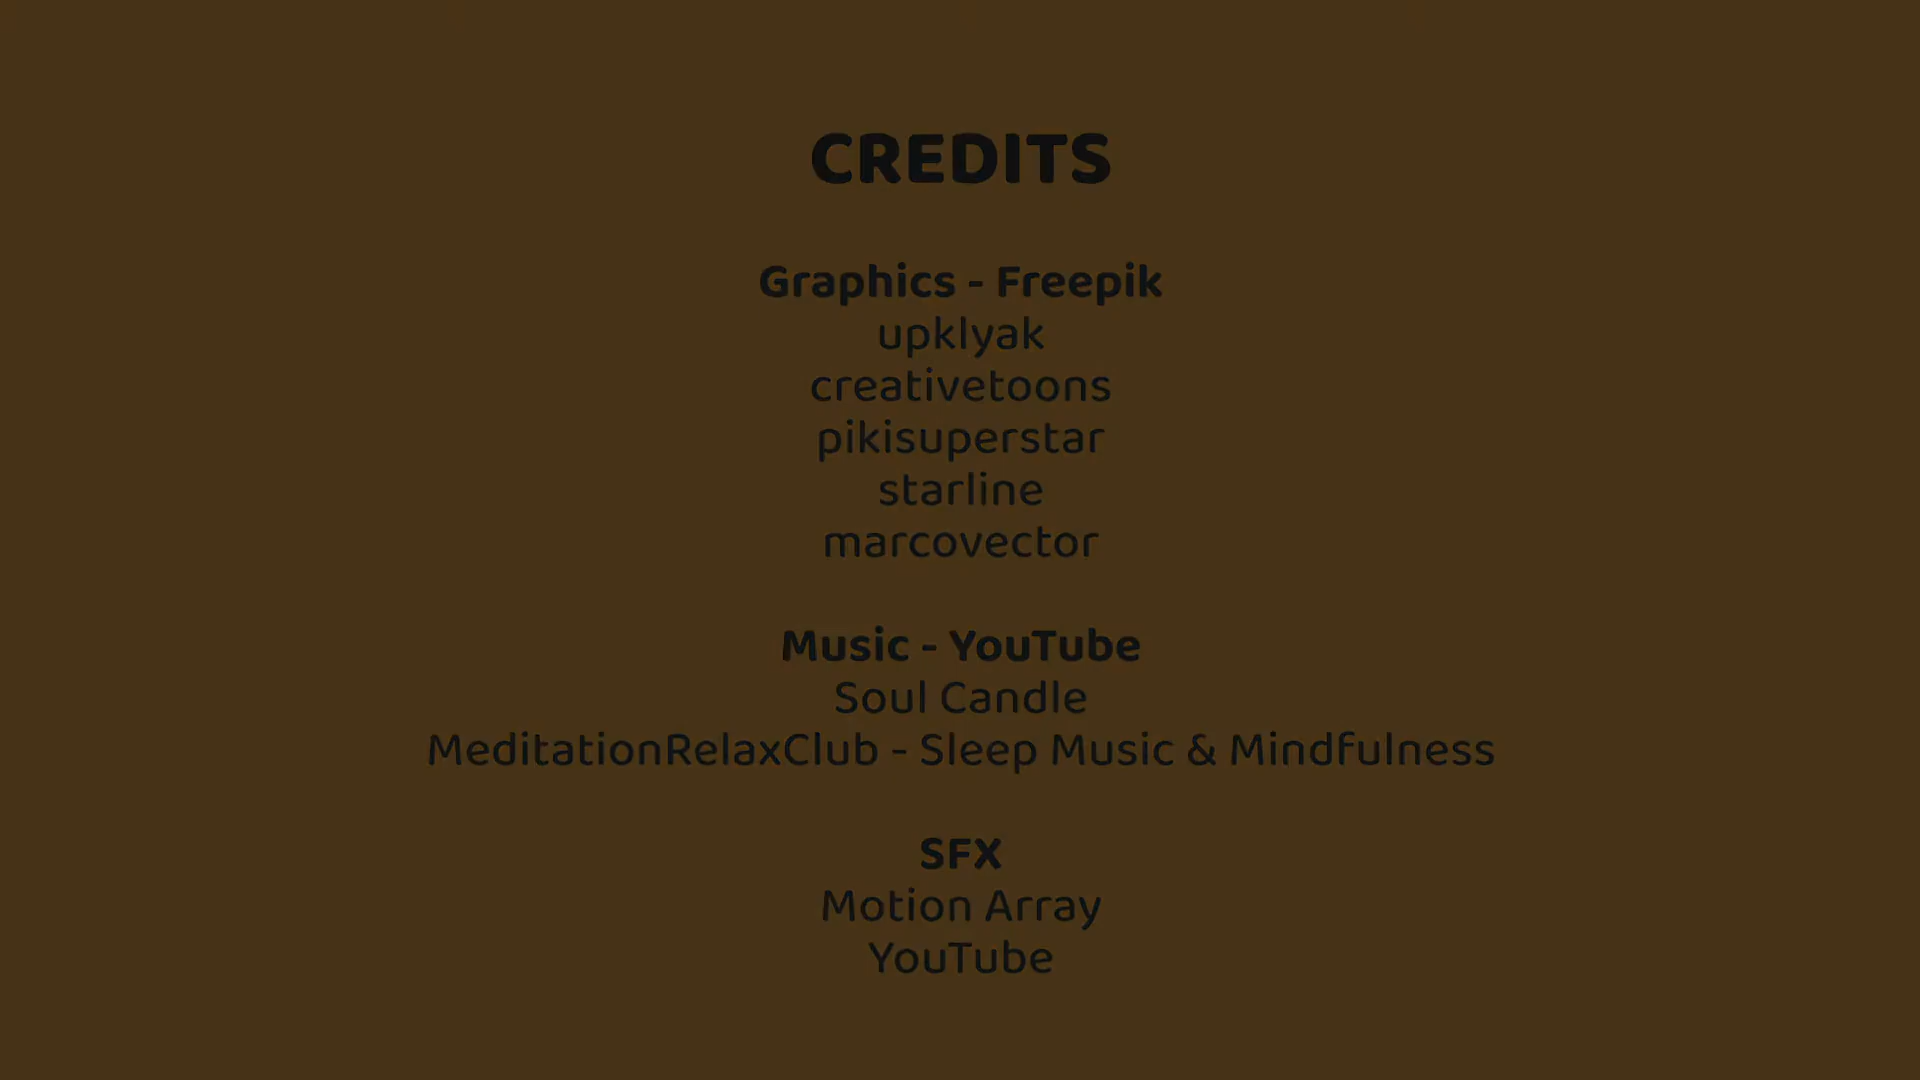 CREDITS
Graphics - Freepik
upklyak
creativetoons
pikisuperstar
starline
marcovector
Music - YouTube
Soul Candle
MeditationRelaxClub - Sleep Music & Mindfulness
SFX
Motion Array
YouTube